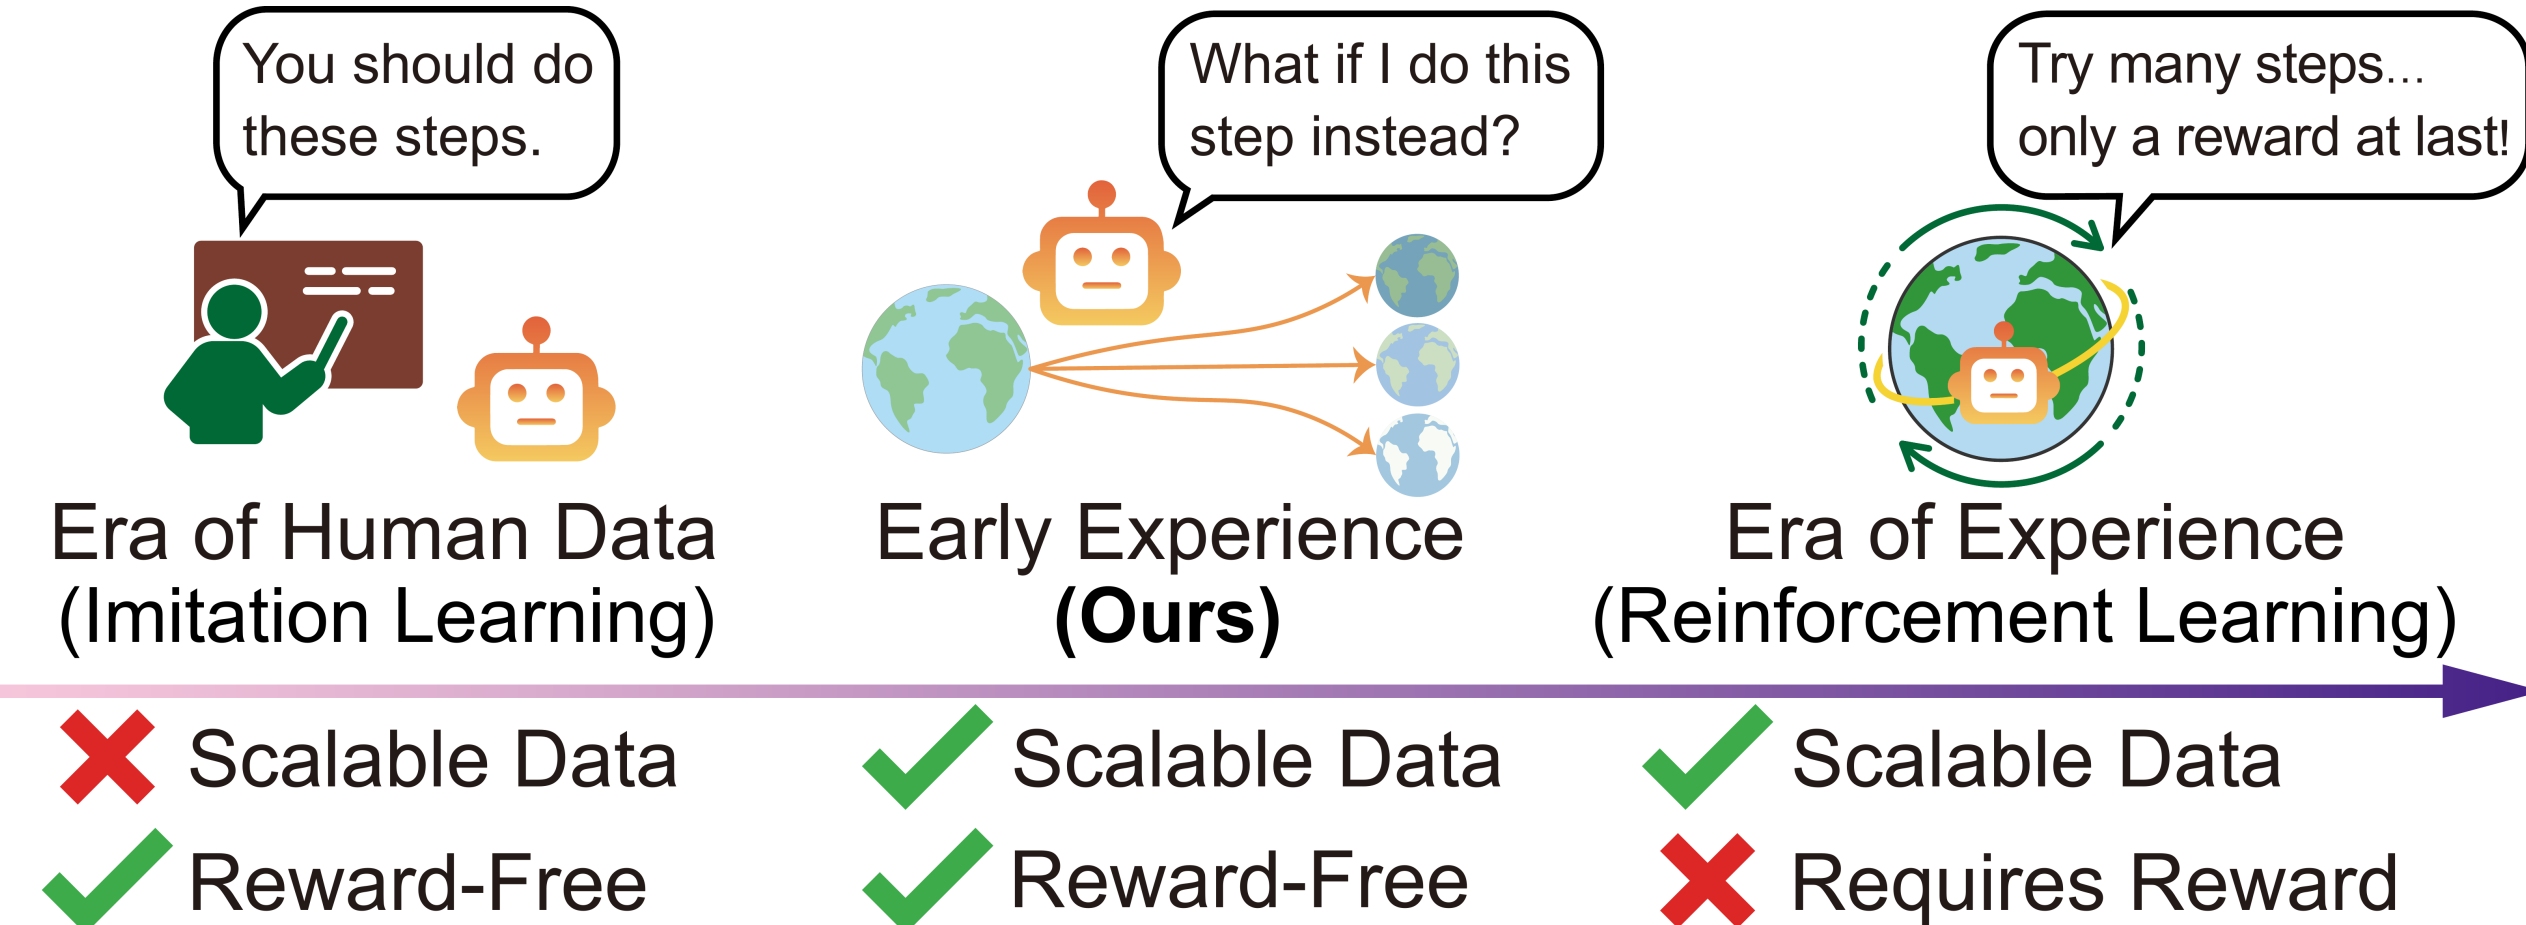 You should do
these steps.
What if I do this
step instead?
Try many steps...
only a reward at last!
Era of Human Data
(Imitation Learning)
Early Experience
(Ours)
Era of Experience
(Reinforcement Learning)
Scalable Data
Reward-Free
Scalable Data
Reward-Free
Scalable Data
Requires Reward